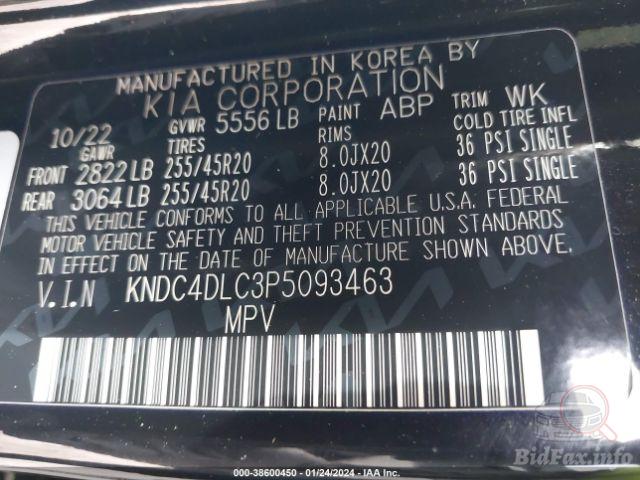 MANUFACTURED IN KOREA BY
KIA CORPORATION
10/22 GVWR 5556 LB PAINT ABP TRIM WK
GAWR TIRES RIMS COLD TIRE INFL
FRONT 2822 LB 255/45R20 8.0JX20 36 PSI SINGLE
REAR 3064 LB 255/45R20 8.0JX20 36 PSI SINGLE
THIS VEHICLE CONFORMS TO ALL APPLICABLE U.S.A. FEDERAL
MOTOR VEHICLE SAFETY AND THEFT PREVENTION STANDARDS
IN EFFECT ON THE DATE OF MANUFACTURE SHOWN ABOVE.
V.I.N KNDC4DLC3P5093463
MPV
BidFax.info
000-38600450 - 01/24/2024 - IAA Inc.